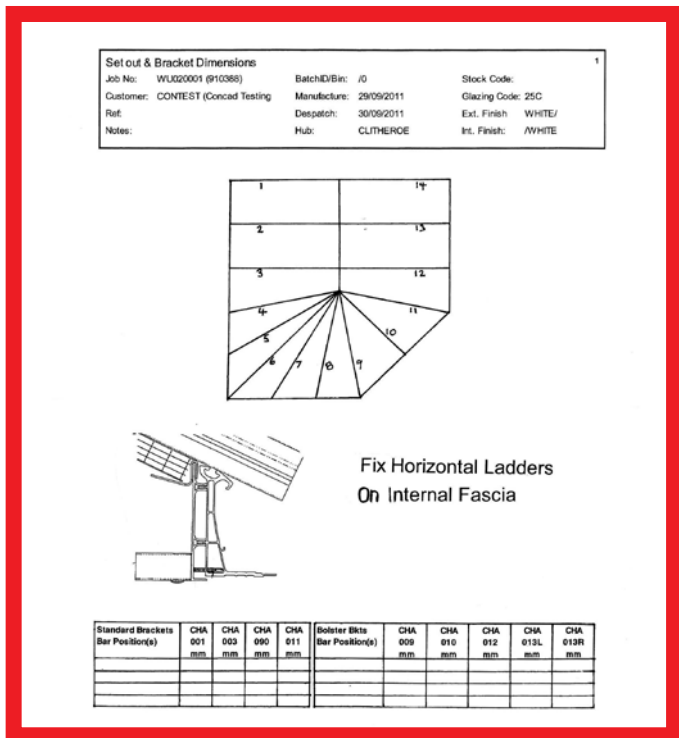 Set out & Bracket Dimensions 1
Job No: WU020001 (910388) BatchID/Bin: /0 Stock Code:
Customer: CONTEST (Concad Testing Manufacture: 29/09/2011 Glazing Code: 25C
Ref: Despatch: 30/09/2011 Ext. Finish WHITE/
Notes: Hub: CLITHEROE Int. Finish: /WHITE
1 14
2 13
3 12
4 11
5 10
6 7 8 9
Fix Horizontal Ladders
On Internal Fascia
Standard Brackets CHA CHA CHA CHA Bolster Bkts CHA CHA CHA CHA CHA
Bar Position(s) 001 003 090 011 Bar Position(s) 009 010 012 013L 013R
mm mm mm mm mm mm mm mm mm